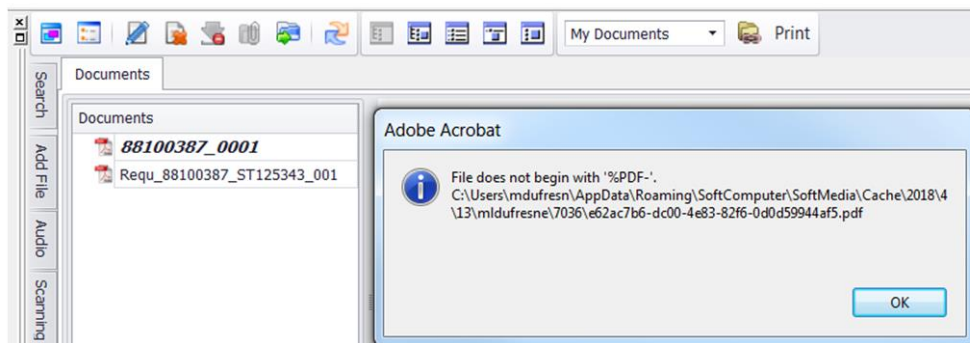 My Documents
Print
Search
Add File
Audio
Scanning
Documents
Documents
88100387_0001
Requ_88100387_ST125343_001
Adobe Acrobat
File does not begin with '%PDF-'.
C:\Users\mdufresn\AppData\Roaming\SoftComputer\SoftMedia\Cache\2018\4
\13\mldufresne\7036\e62ac7b6-dc00-4e83-82f6-0d0d59944af5.pdf
OK